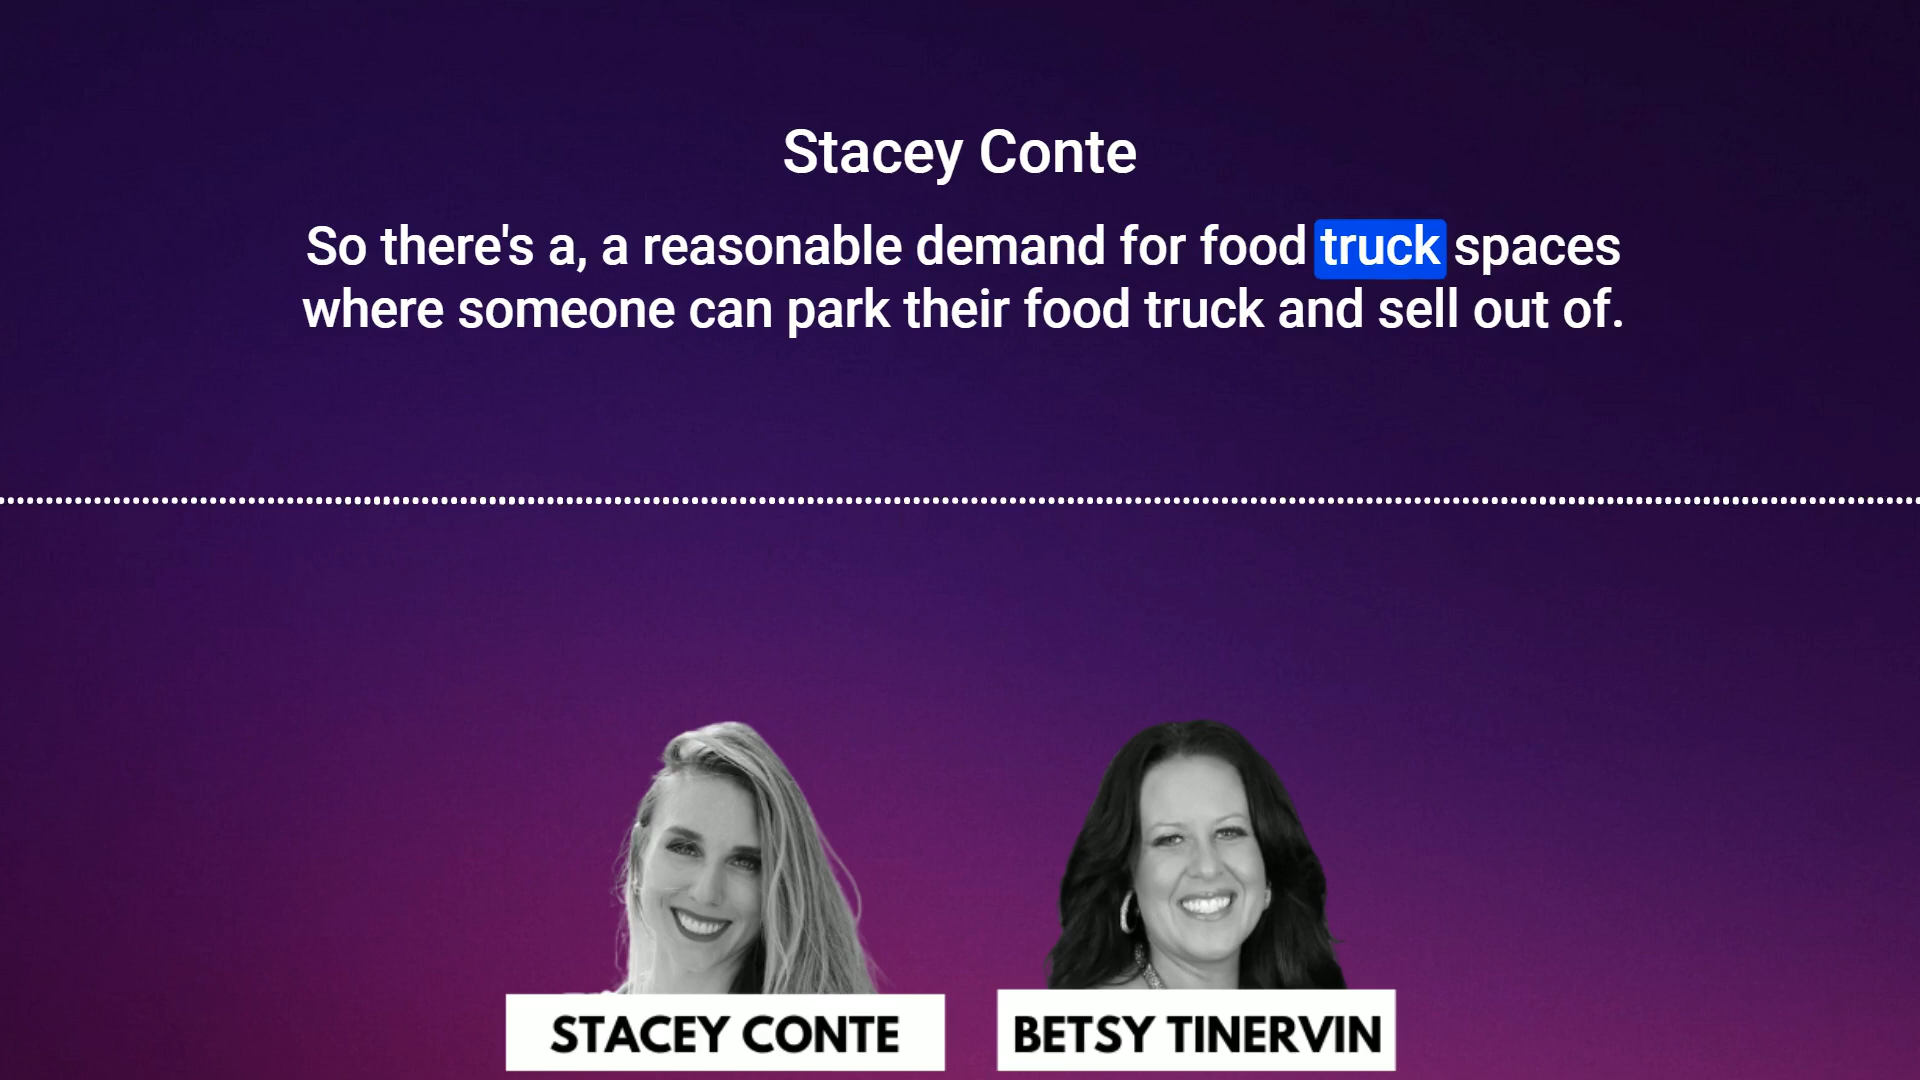 Stacey Conte
So there's a, a reasonable demand for food truck spaces
where someone can park their food truck and sell out of.
STACEY CONTE
BETSY TINERVIN